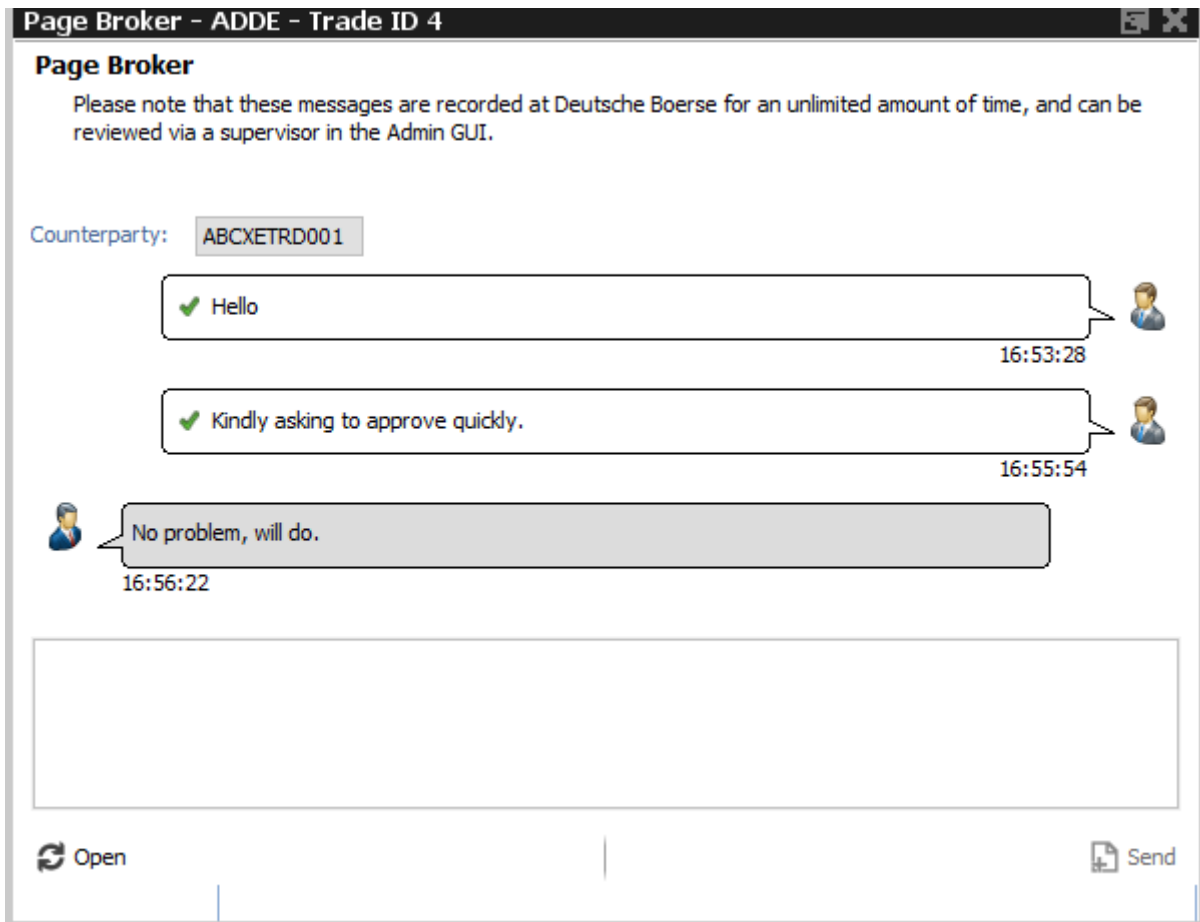 Page Broker - ADDE - Trade ID 4
Page Broker
Please note that these messages are recorded at Deutsche Boerse for an unlimited amount of time, and can be
reviewed via a supervisor in the Admin GUI.
Counterparty: ABCXETRD001
Hello
16:53:28
Kindly asking to approve quickly.
16:55:54
No problem, will do.
16:56:22
Open Send